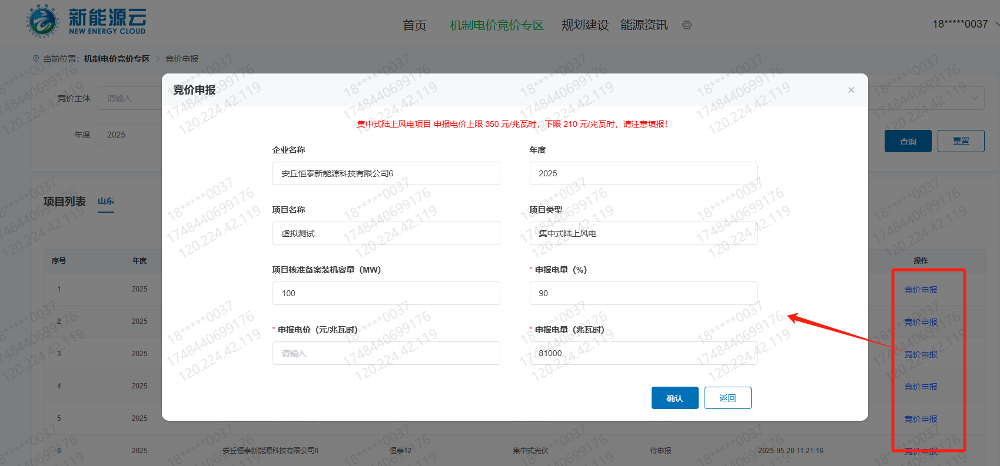 新能源云
NEW ENERGY CLOUD
首页 机制电价竞价专区 规划建设 能源资讯
18*****0037
当前位置： 机制电价竞价专区 > 竞价申报
竞价主体 请输入
年度 2025
查询 重置
项目列表 山东
序号 年度 操作
1 2025 竞价申报
2 2025 竞价申报
3 2025 竞价申报
4 2025 竞价申报
5 2025 竞价申报
6 2025 安丘恒泰新能源科技有限公司6 恒泰12 集中式光伏 待申报 2025-05-20 11:21:16 竞价申报
竞价申报
集中式陆上风电项目 申报电价上限 350 元/兆瓦时，下限 210 元/兆瓦时，请注意填报！
企业名称 年度
安丘恒泰新能源科技有限公司6 2025
项目名称 项目类型
虚拟测试 集中式陆上风电
项目核准备案装机容量（MW） * 申报电量（%）
100 90
* 申报电价（元/兆瓦时） * 申报电量（兆瓦时）
请输入 81000
确认 返回
18*****0037
1748440699176
120.224.42.119